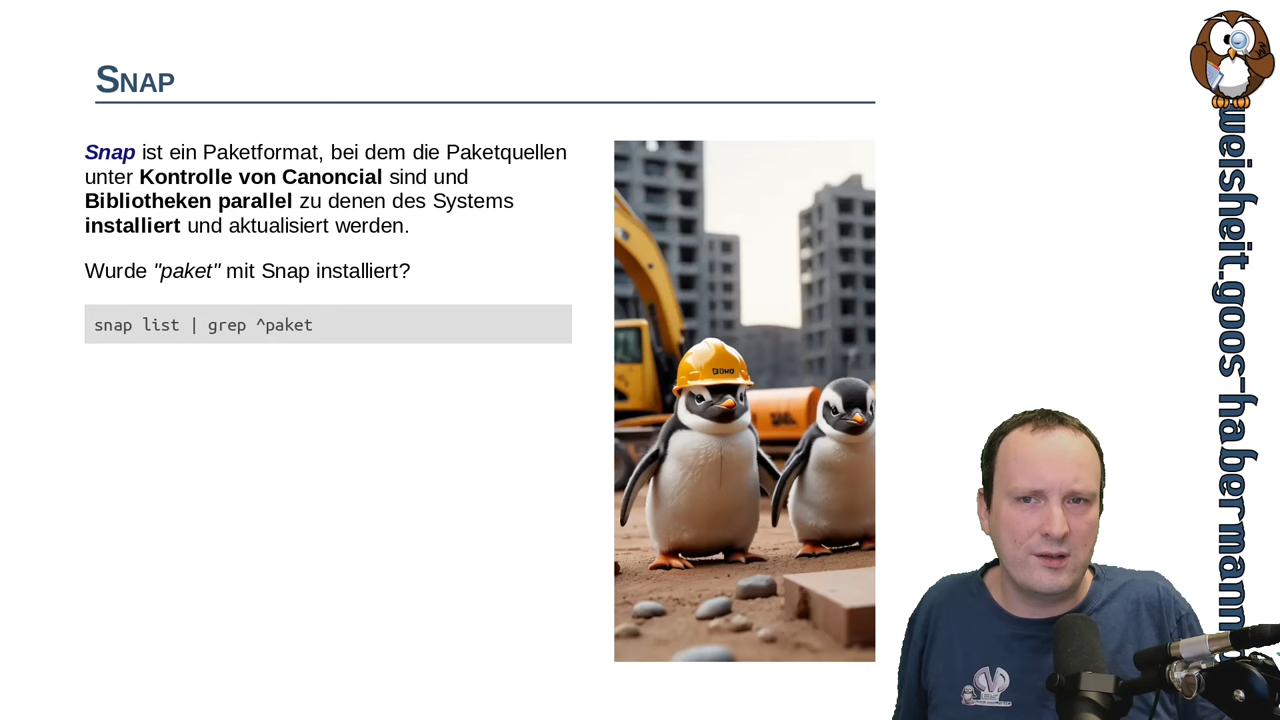 Snap
Snap ist ein Paketformat, bei dem die Paketquellen
unter Kontrolle von Canoncial sind und
Bibliotheken parallel zu denen des Systems
installiert und aktualisiert werden.
Wurde "paket" mit Snap installiert?
snap list | grep ^paket
weisheit.goos-habermann